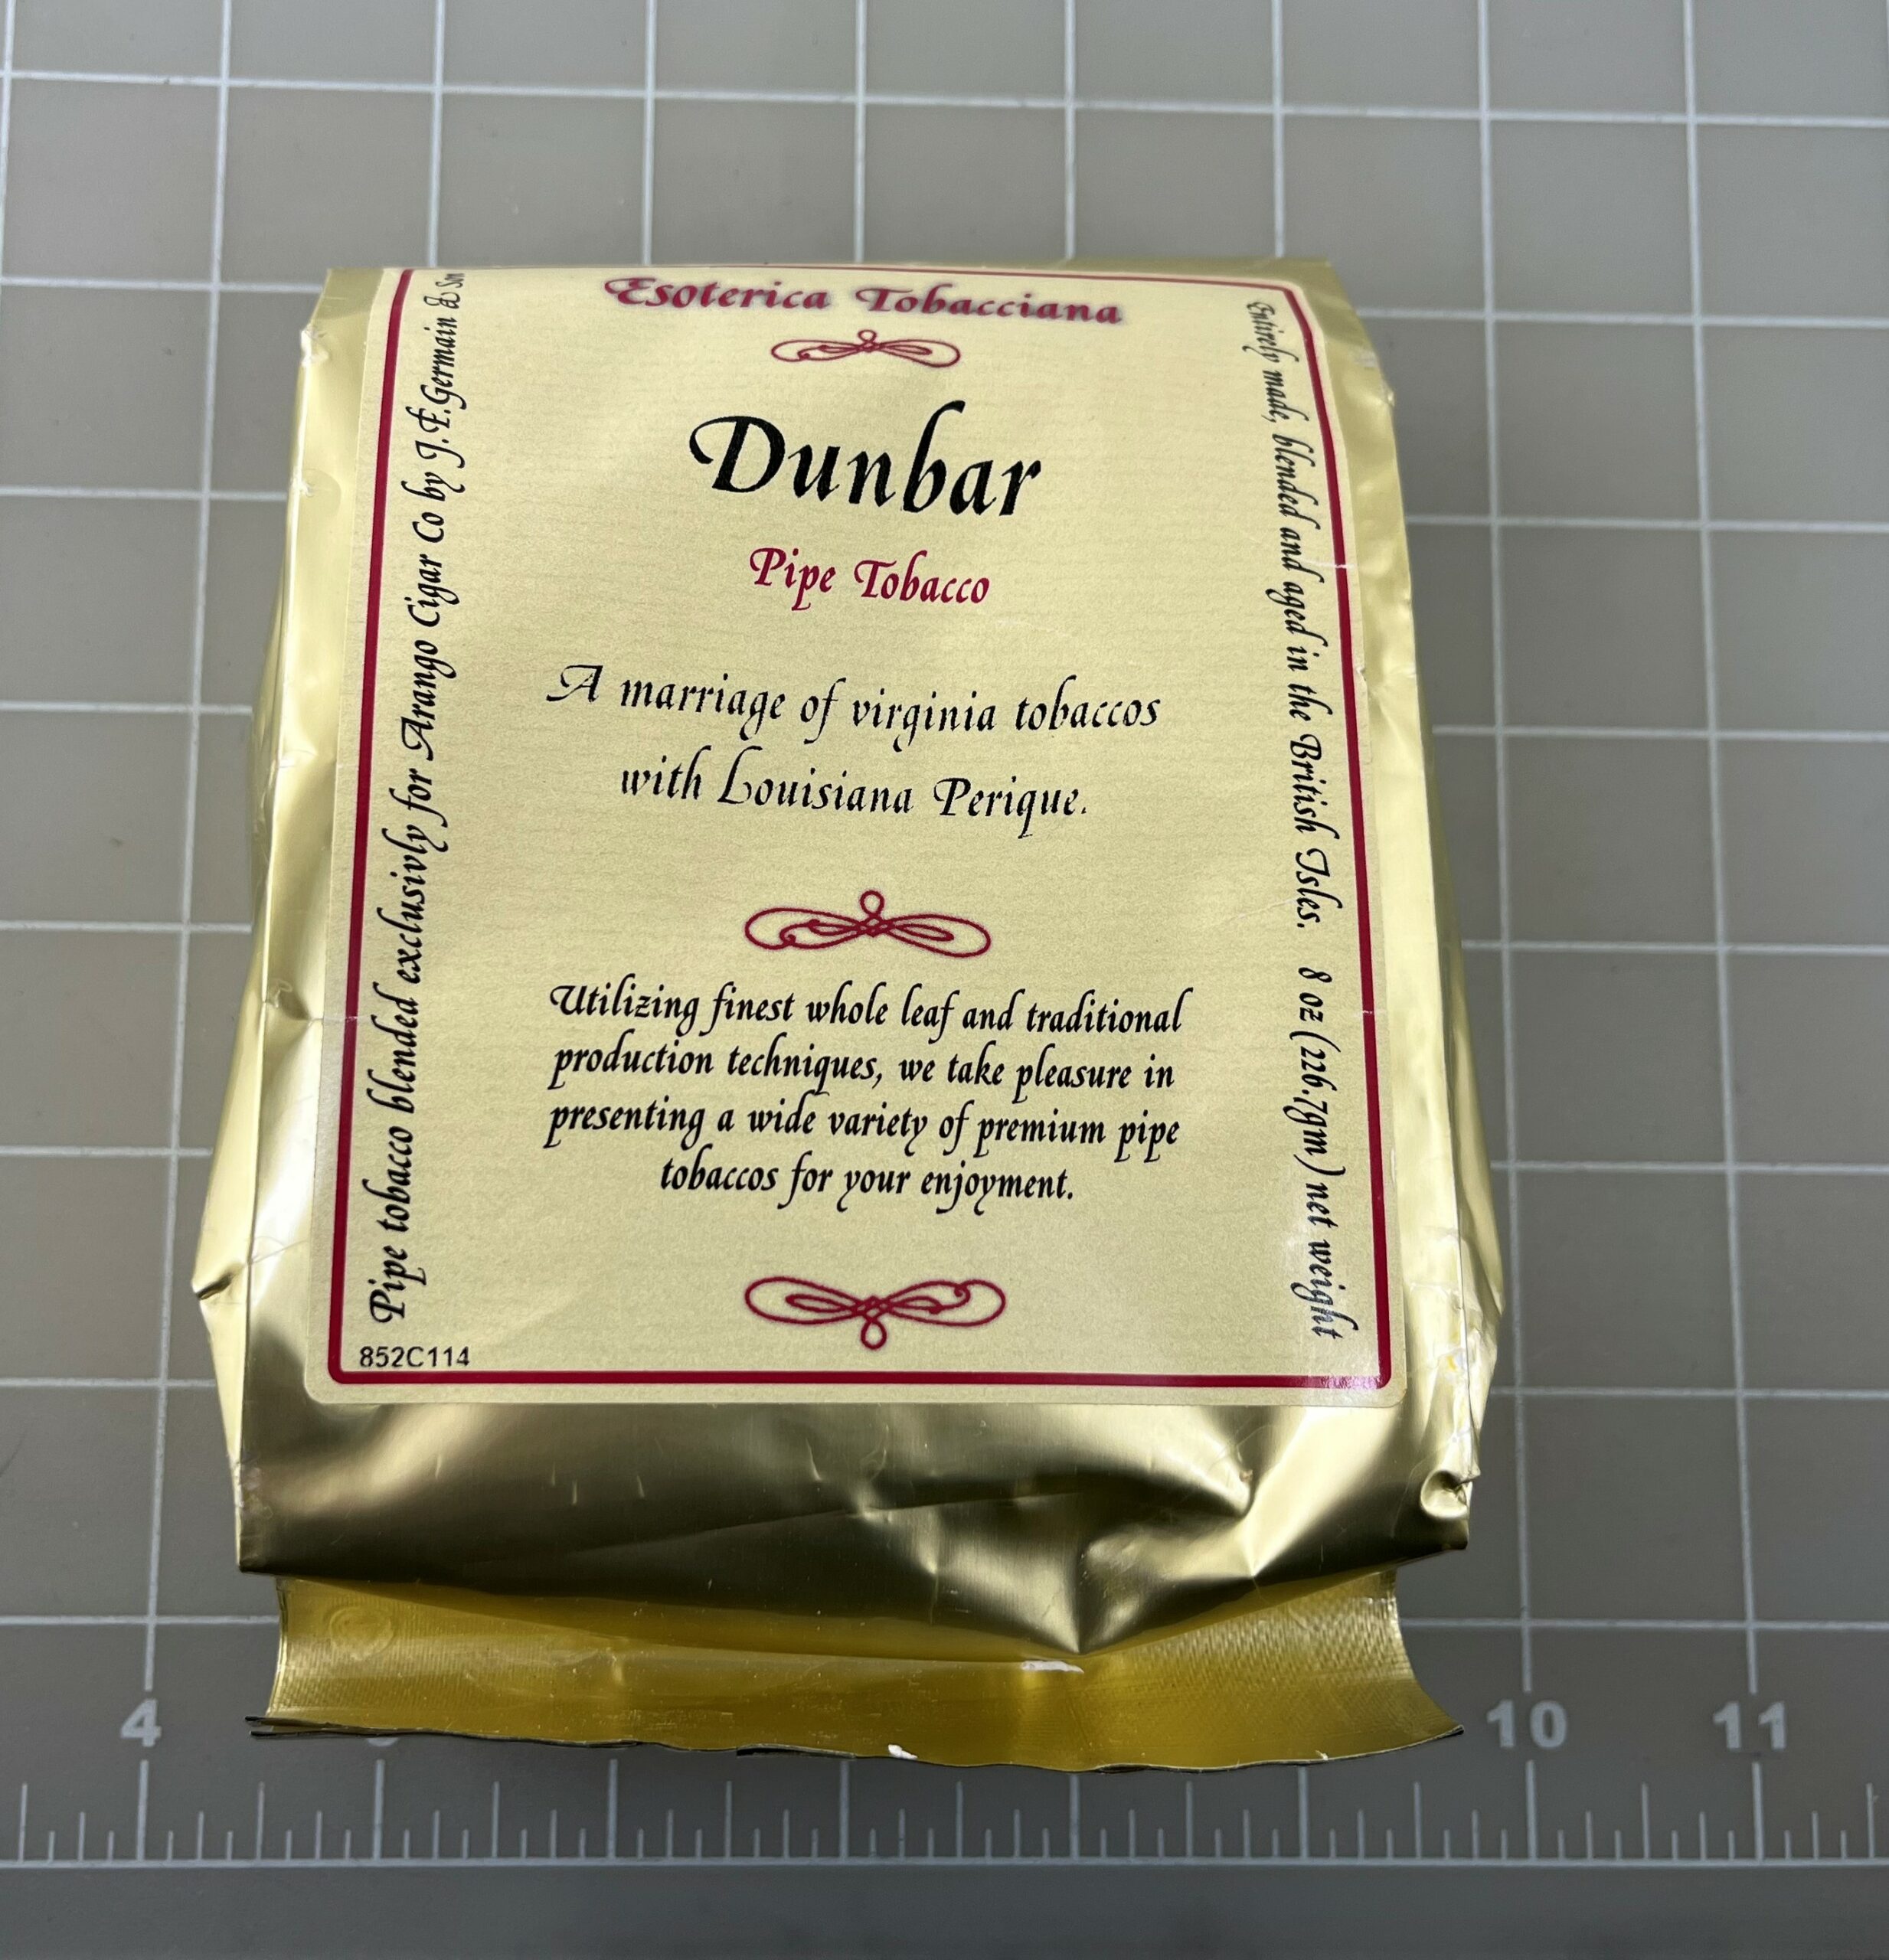 Esoterica Tobacciana
Dunbar
Pipe Tobacco
A marriage of virginia tobaccos
with Louisiana Perique.
Utilizing finest whole leaf and traditional
production techniques, we take pleasure in
presenting a wide variety of premium pipe
tobaccos for your enjoyment.
Pipe tobacco blended exclusivly for Arango Cigar Co by J.F.Germain & Son
Entirely made, blended and aged in the British Isles. 8 oz (226.7gm) net weight
852C114
4
10
11